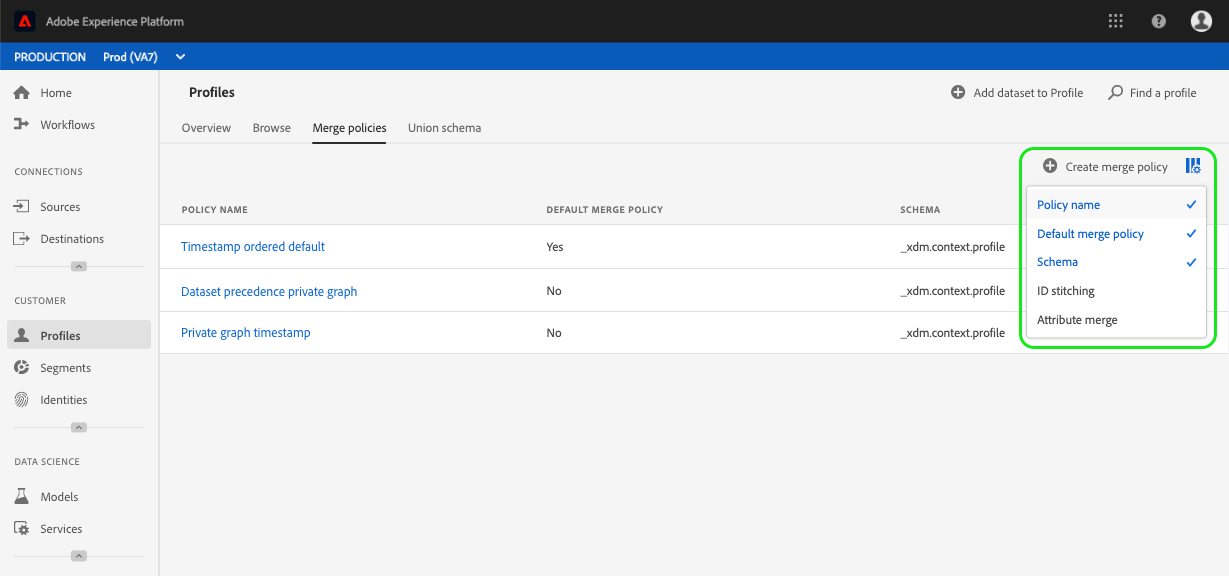 Adobe Experience Platform
PRODUCTION Prod (VA7)
Home
Workflows
CONNECTIONS
Sources
Destinations
CUSTOMER
Profiles
Segments
Identities
DATA SCIENCE
Models
Services
Profiles
Add dataset to Profile Find a profile
Overview Browse Merge policies Union schema
Create merge policy
POLICY NAME DEFAULT MERGE POLICY SCHEMA
Timestamp ordered default Yes _xdm.context.profile
Dataset precedence private graph No _xdm.context.profile
Private graph timestamp No _xdm.context.profile
Policy name
Default merge policy
Schema
ID stitching
Attribute merge